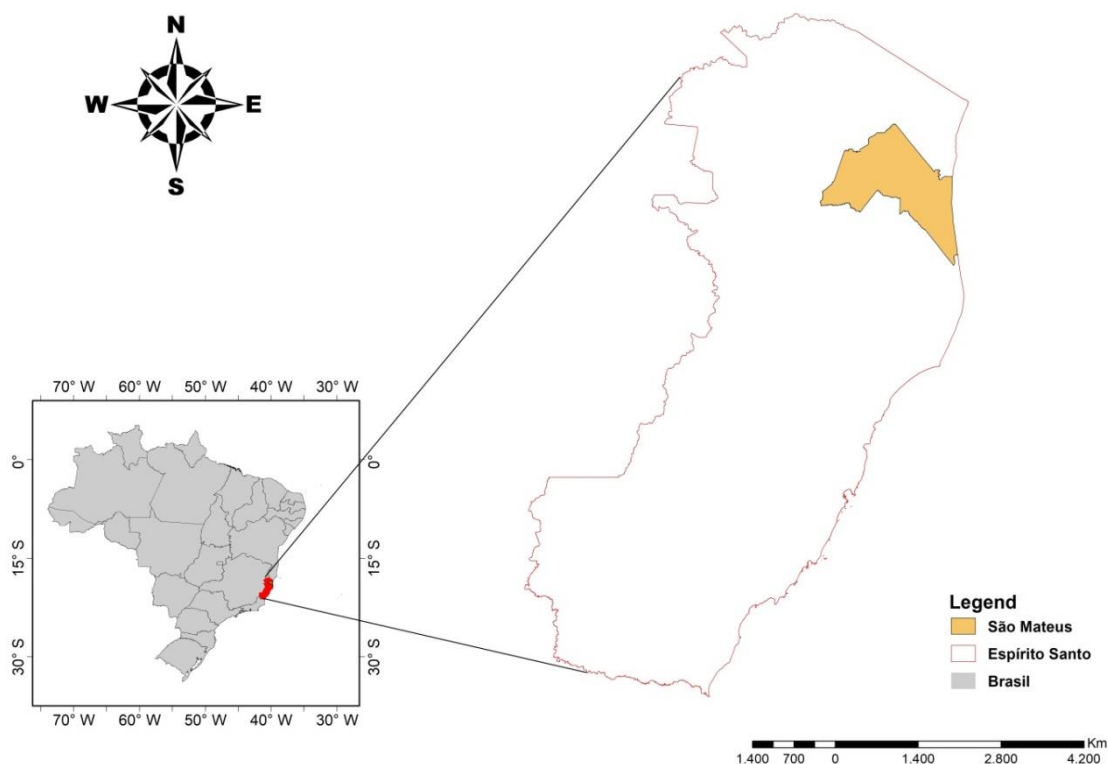 N
W E
S
70° W 60° W 50° W 40° W 30° W
0° 0°
15° S 15° S
30° S 30° S
70° W 60° W 50° W 40° W 30° W
Legend
São Mateus
Espírito Santo
Brasil
Km
1.400 700 0 1.400 2.800 4.200